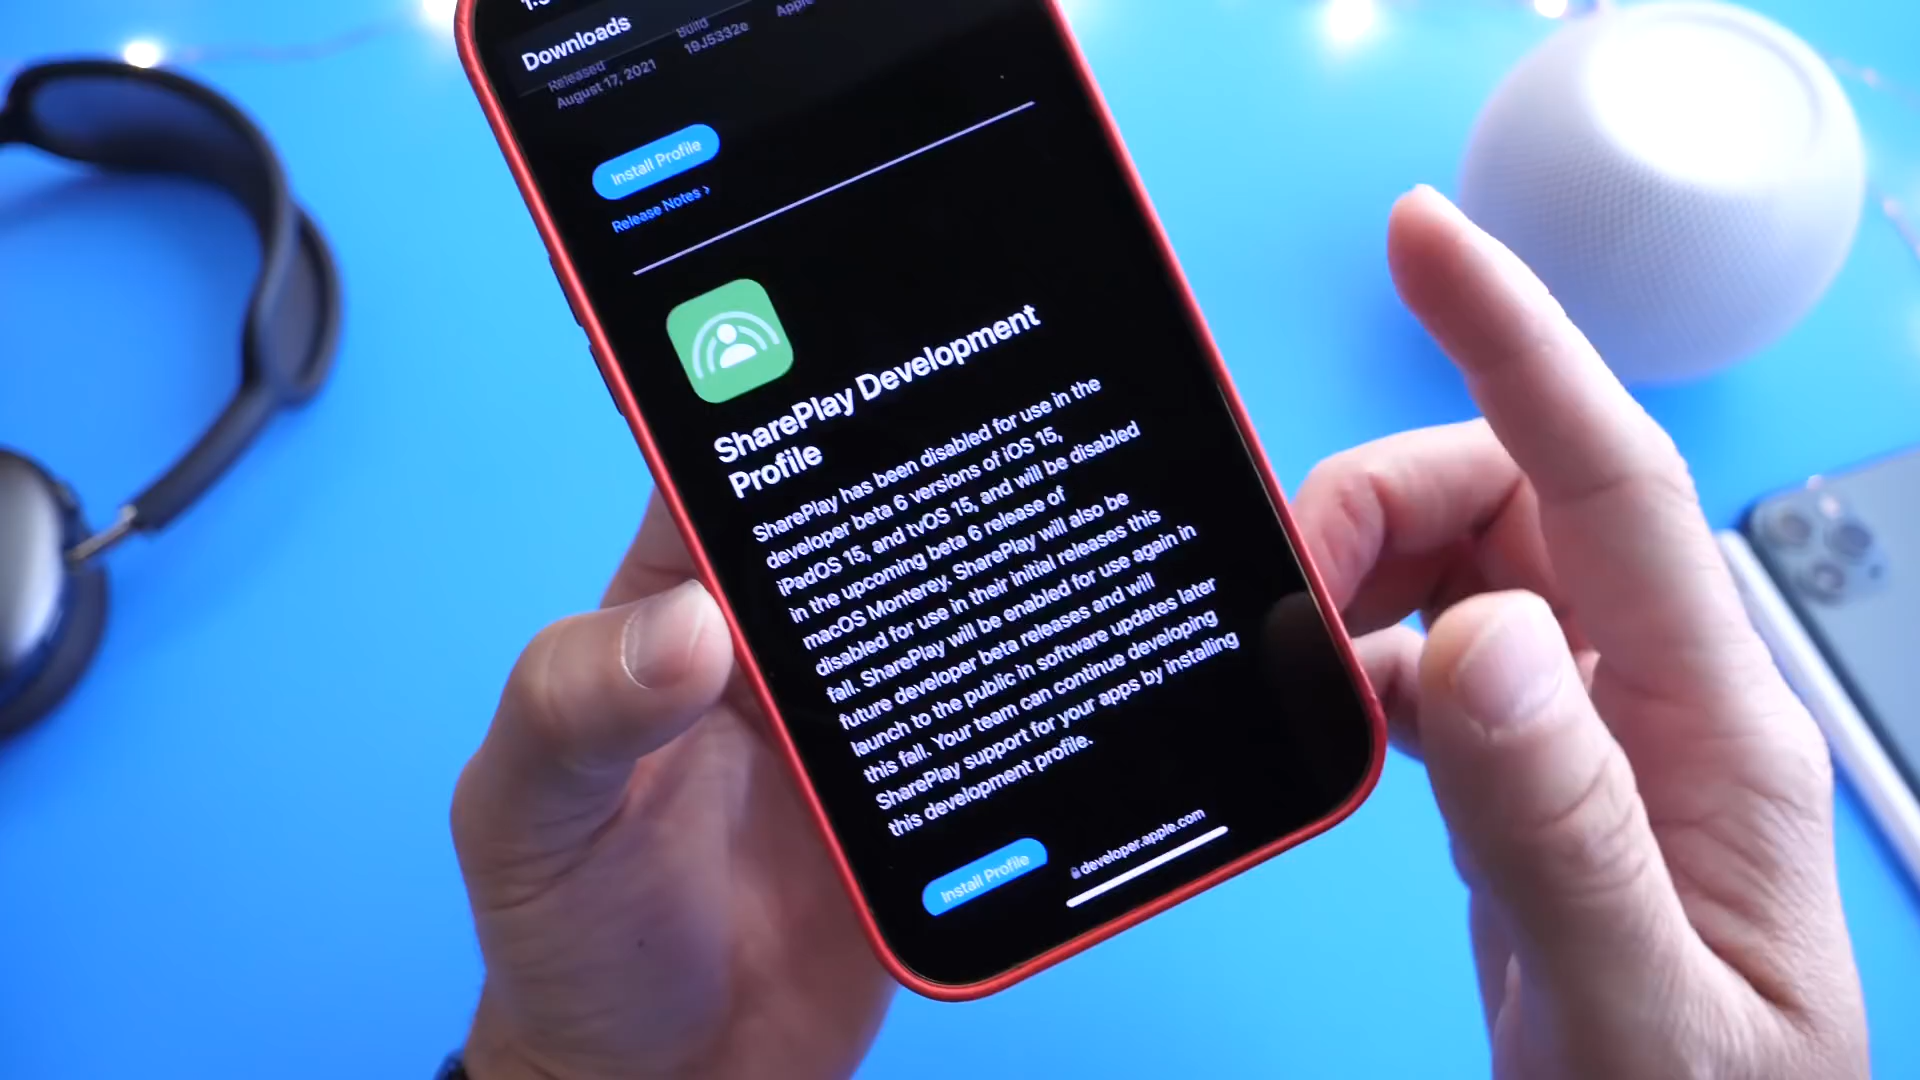 Downloads
Released
August 17, 2021
Build
19J5332e
Apple
Install Profile
Release Notes ›
SharePlay Development
Profile
SharePlay has been disabled for use in the
developer beta 6 versions of iOS 15,
iPadOS 15, and tvOS 15, and will be disabled
in the upcoming beta 6 release of
macOS Monterey. SharePlay will also be
disabled for use in their initial releases this
fall. SharePlay will be enabled for use again in
future developer beta releases and will
launch to the public in software updates later
this fall. Your team can continue developing
SharePlay support for your apps by installing
this development profile.
Install Profile
developer.apple.com